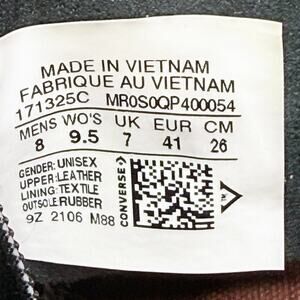 MADE IN VIETNAM
FABRIQUE AU VIETNAM
171325C MR0S0QP400054
MENS WO'S UK EUR CM
8 9.5 7 41 26
GENDER: UNISEX
UPPER: LEATHER
LINING: TEXTILE
OUTSOLE: RUBBER
9Z 2106 M88
CONVERSE